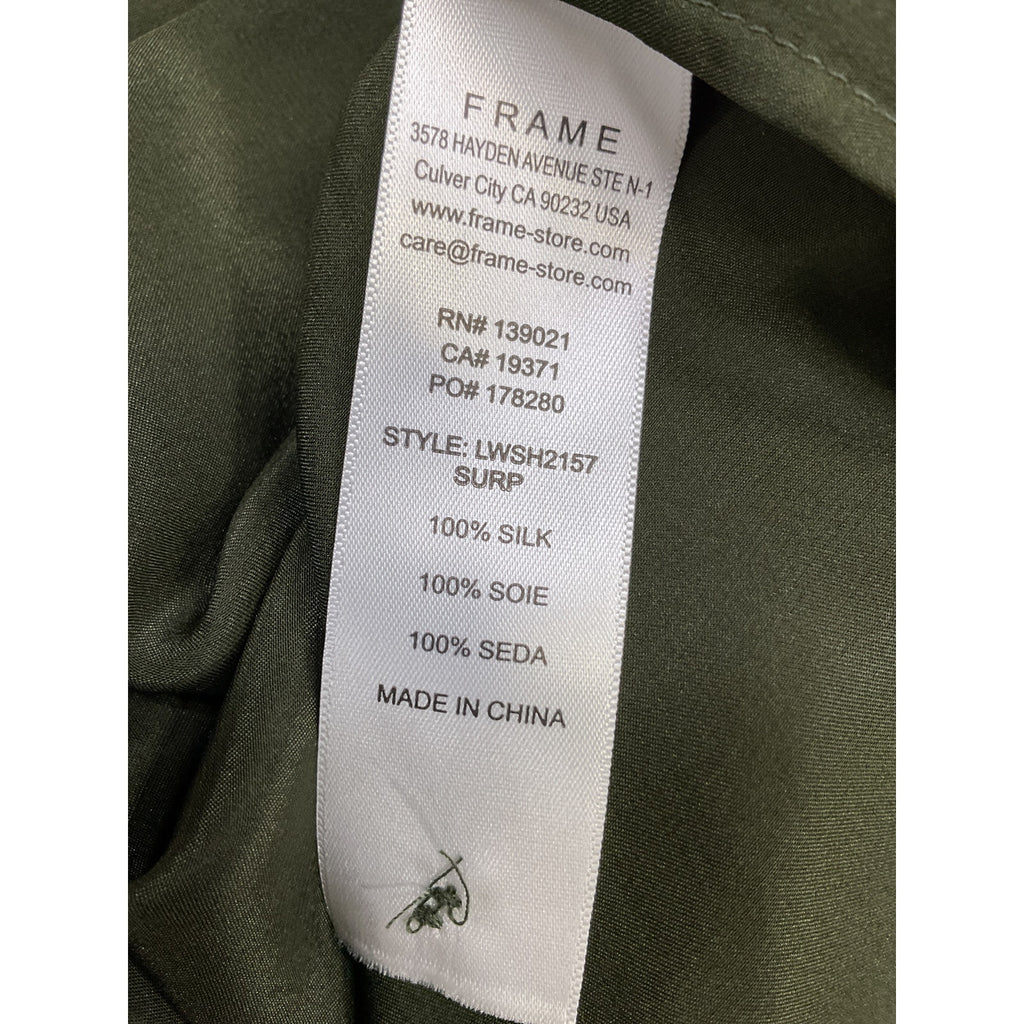 FRAME
3578 HAYDEN AVENUE STE N-1
Culver City CA 90232 USA
www.frame-store.com
care@frame-store.com
RN# 139021
CA# 19371
PO# 178280
STYLE: LWSH2157
SURP
100% SILK
100% SOIE
100% SEDA
MADE IN CHINA